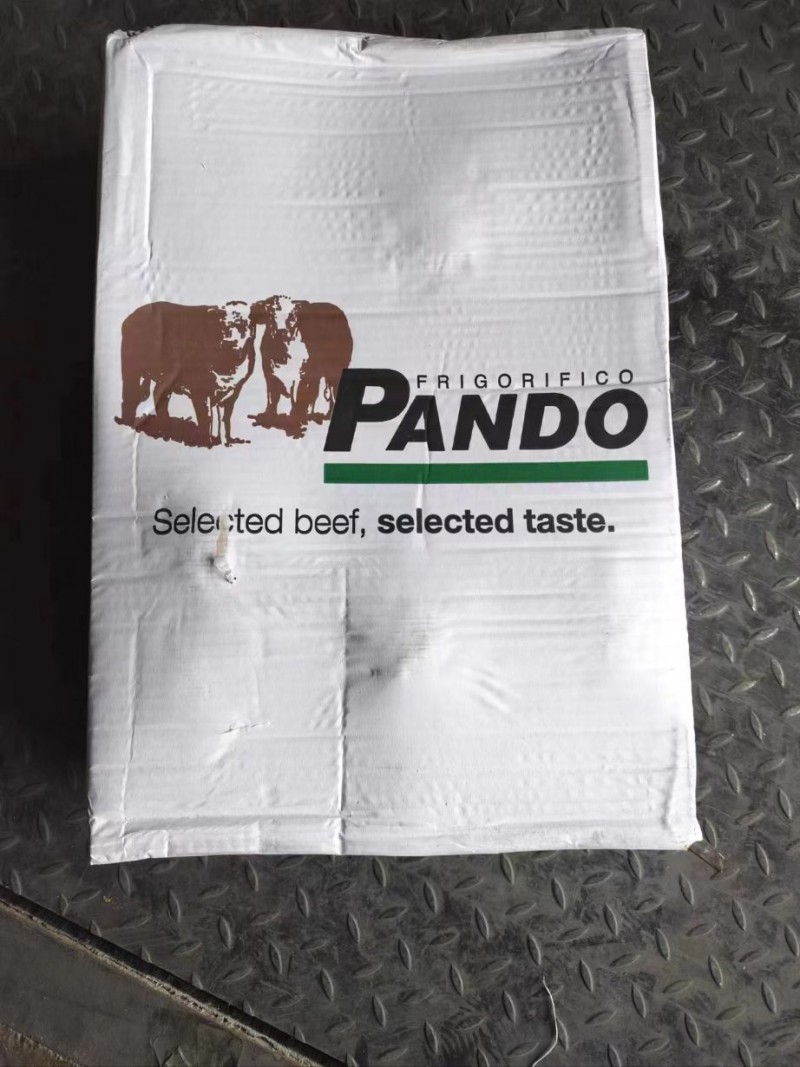 FRIGORIFICO
PANDO
Selected beef, selected taste.